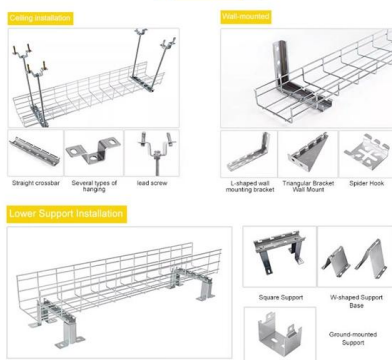 Ceiling installation
Wall-mounted
Straight crossbar
Several types of
hanging
lead screw
L-shaped wall
mounting bracket
Triangular Bracket
Wall Mount
Spider Hook
Lower Support Installation
Square Support
W-shaped Support
Base
Ground-mounted
Support